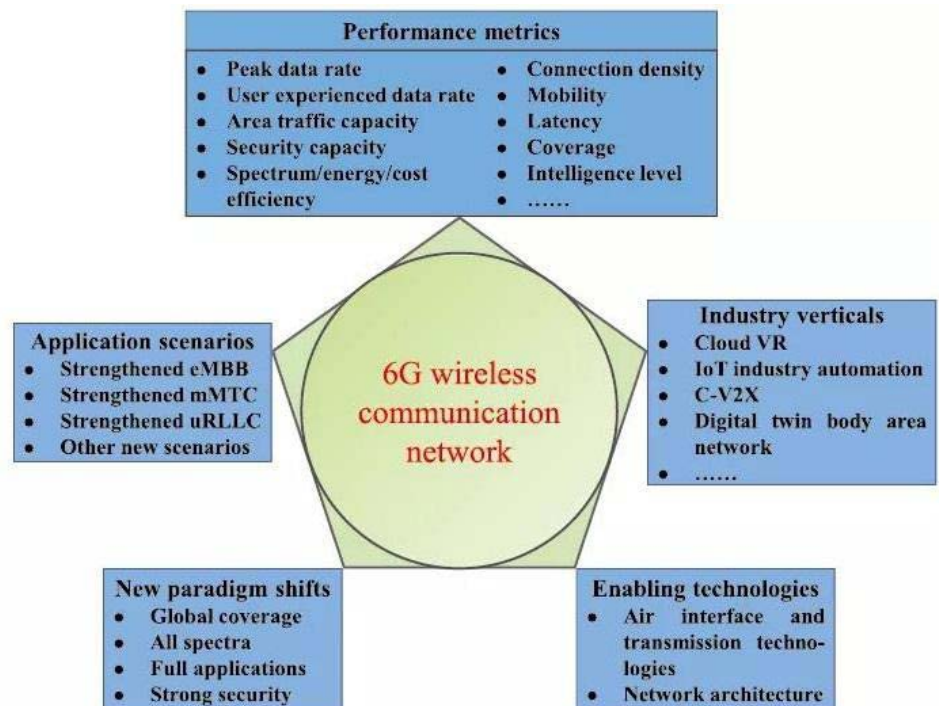 Performance metrics
● Peak data rate
● User experienced data rate
● Area traffic capacity
● Security capacity
● Spectrum/energy/cost
efficiency
● Connection density
● Mobility
● Latency
● Coverage
● Intelligence level
● ……
Application scenarios
● Strengthened eMBB
● Strengthened mMTC
● Strengthened uRLLC
● Other new scenarios
6G wireless
communication
network
Industry verticals
● Cloud VR
● IoT industry automation
● C-V2X
● Digital twin body area
network
● ……
New paradigm shifts
● Global coverage
● All spectra
● Full applications
● Strong security
Enabling technologies
● Air interface and
transmission techno-
logies
● Network architecture